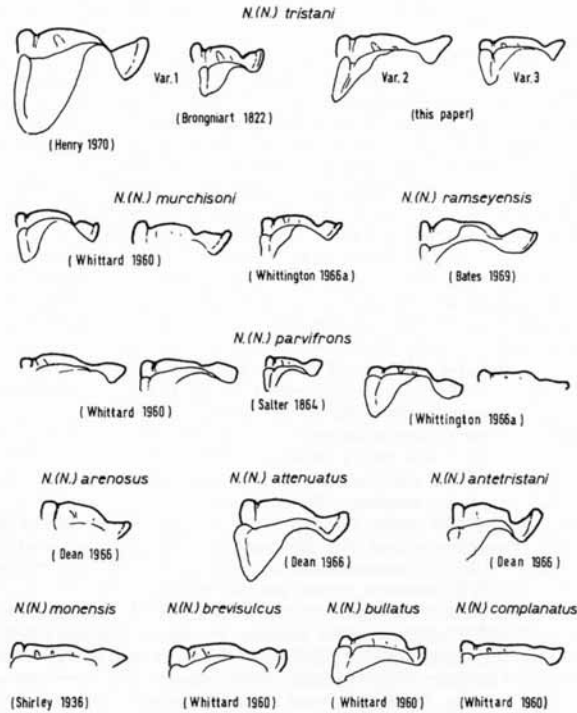 N.(N.) tristani
Var.1
Var.2
Var.3
(Brongniart 1822)
(this paper)
(Henry 1970)
N.(N.) murchisoni
N.(N.) ramseyensis
(Whittard 1960)
(Whittington 1966a)
(Bates 1969)
N.(N.) parvifrons
(Whittard 1960)
(Salter 1864)
(Whittington 1966a)
N.(N.) arenosus
N.(N.) attenuatus
N.(N.) antetristani
(Dean 1966)
(Dean 1966)
(Dean 1966)
N.(N.) monensis
N.(N.) brevisulcus
N.(N.) bullatus
N.(N.) complanatus
(Shirley 1936)
(Whittard 1960)
(Whittard 1960)
(Whittard 1960)